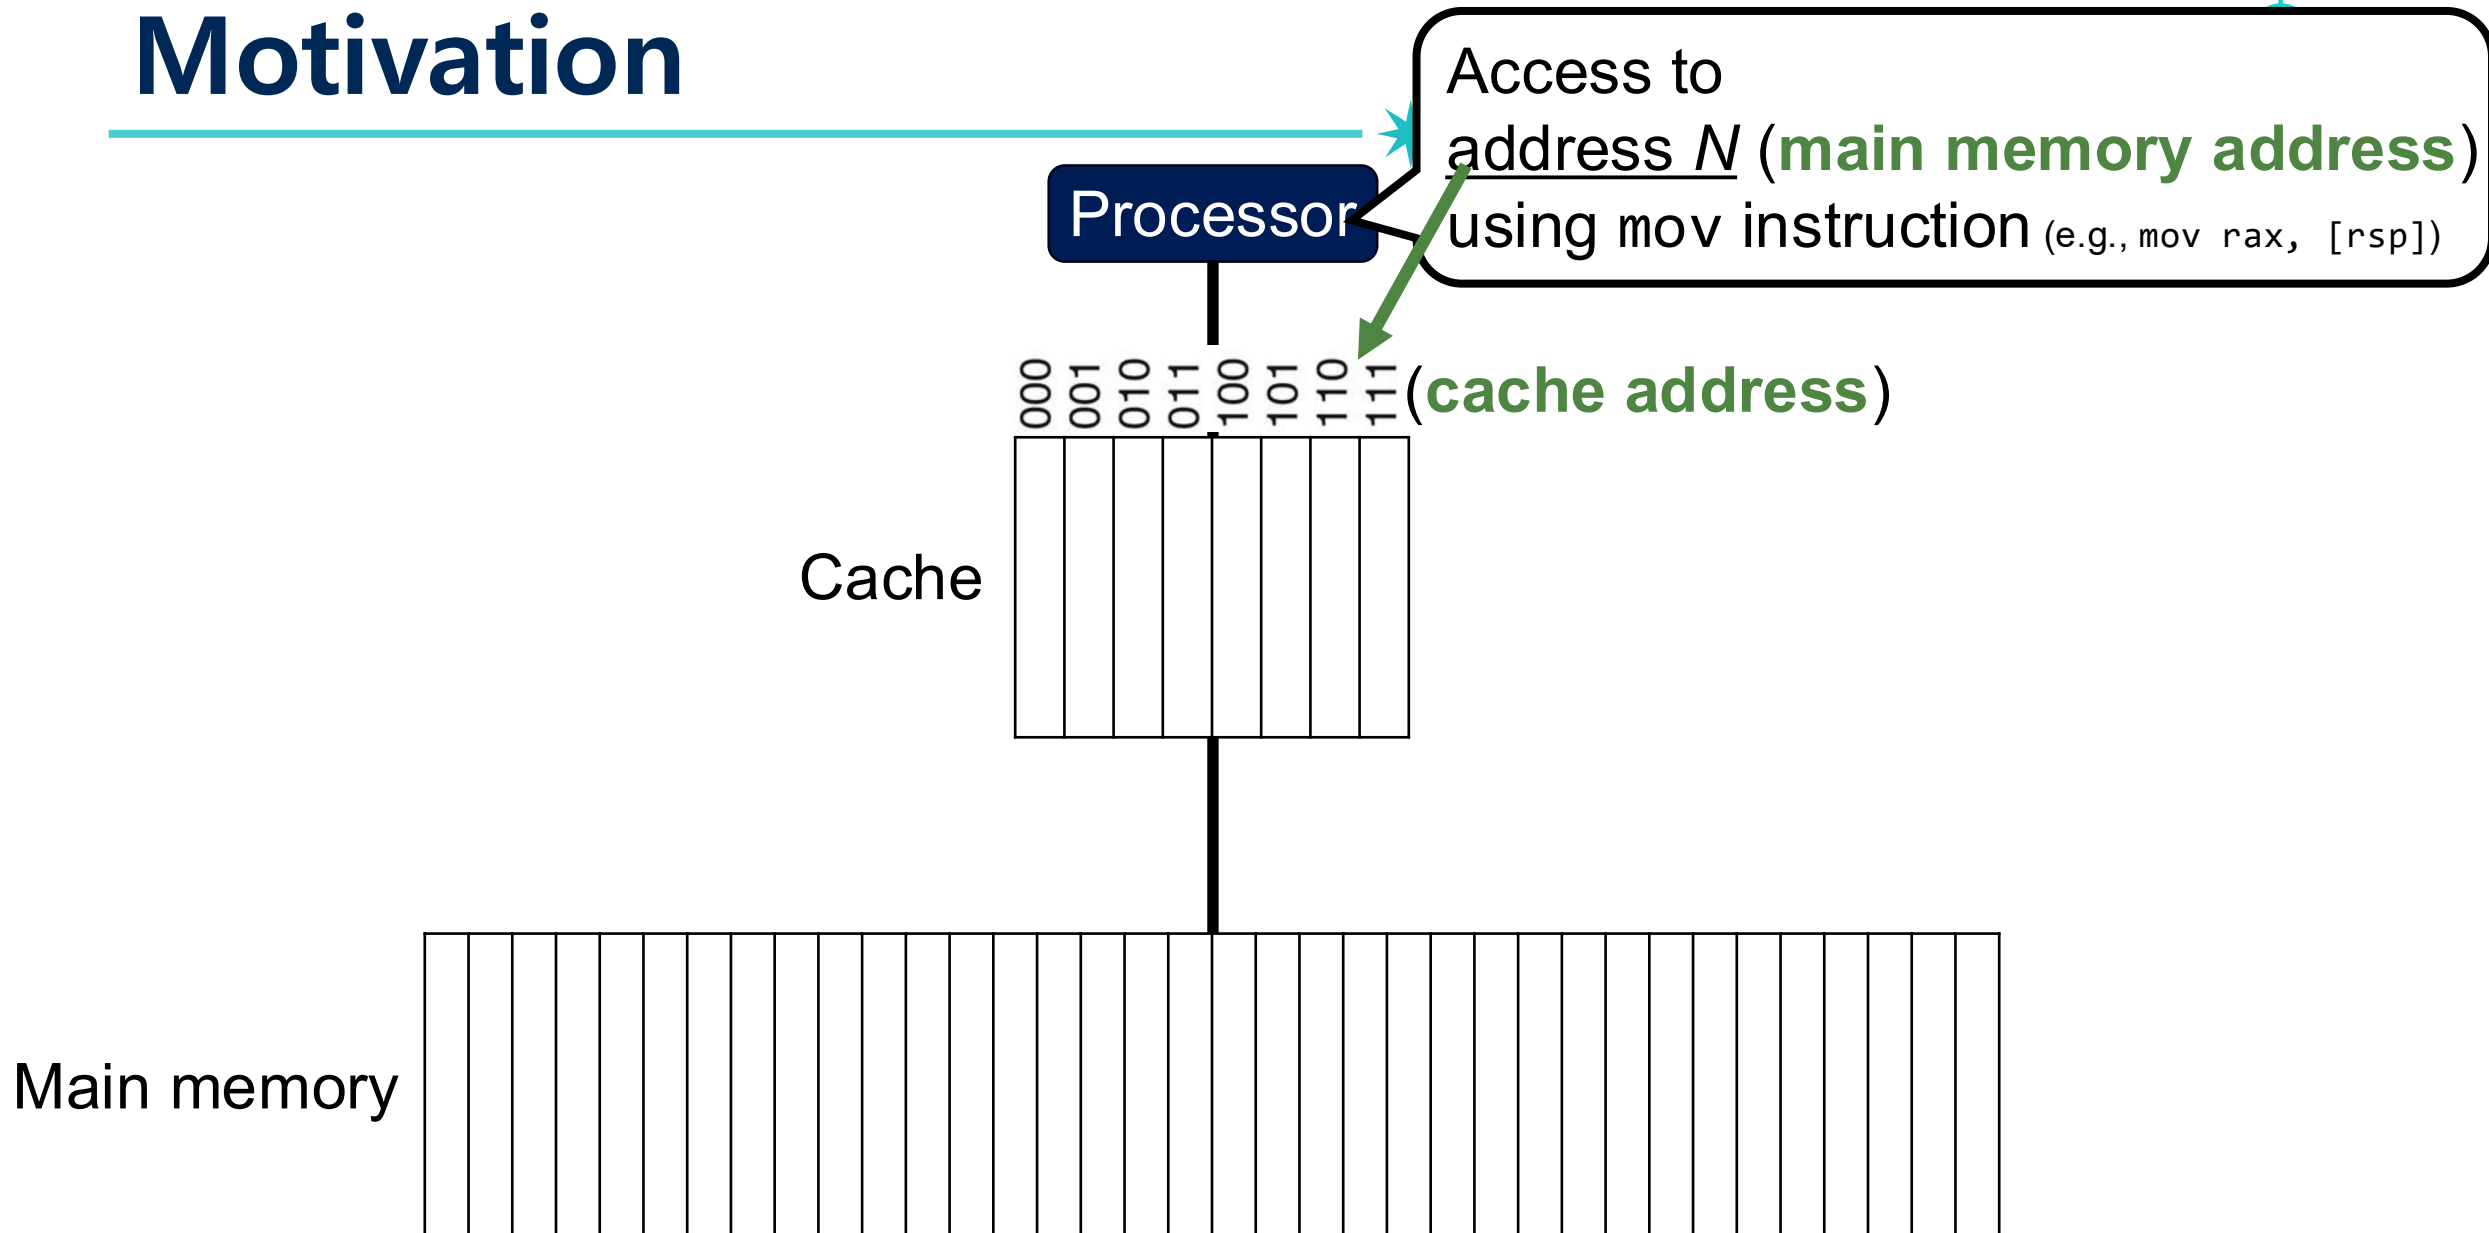 Motivation
Access to
address N (main memory address)
using mov instruction (e.g., mov rax, [rsp])
Processor
000 001 010 011 100 101 110 111 (cache address)
Cache
Main memory